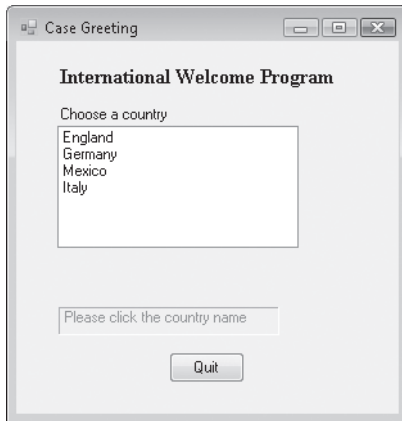 Case Greeting
International Welcome Program
Choose a country
England
Germany
Mexico
Italy
Please click the country name
Quit